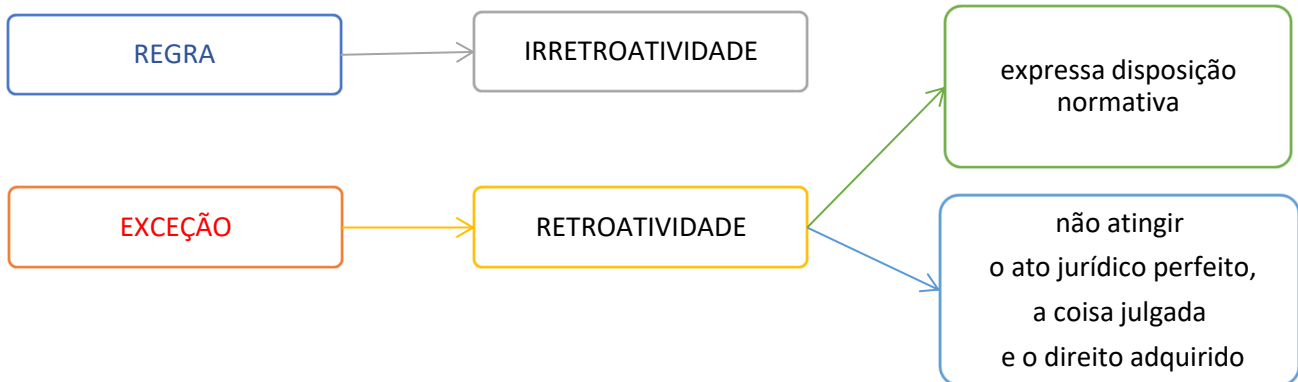 REGRA
IRRETROATIVIDADE
expressa disposição
normativa
EXCEÇÃO
RETROATIVIDADE
não atingir
o ato jurídico perfeito,
a coisa julgada
e o direito adquirido